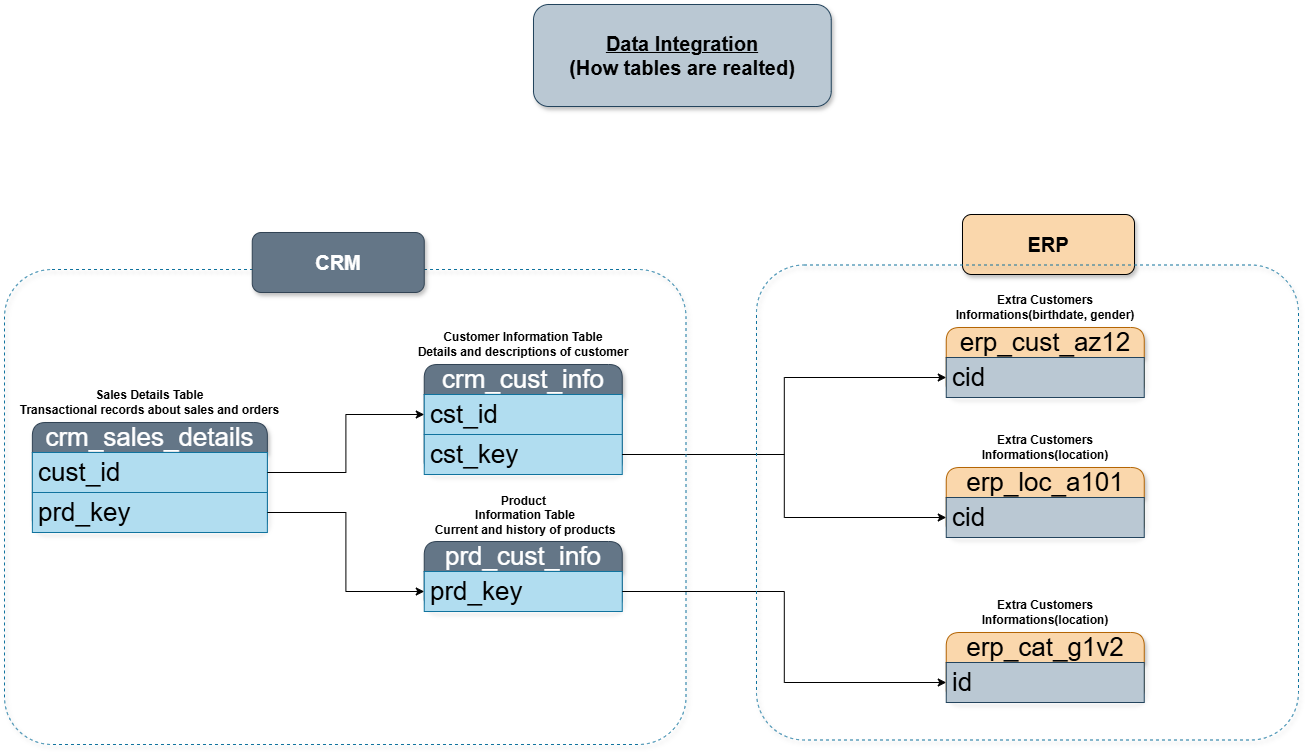 Data Integration
(How tables are realted)
CRM
ERP
Sales Details Table
Transactional records about sales and orders
crm_sales_details
cust_id
prd_key
Customer Information Table
Details and descriptions of customer
crm_cust_info
cst_id
cst_key
Product
Information Table
Current and history of products
prd_cust_info
prd_key
Extra Customers
Informations(birthdate, gender)
erp_cust_az12
cid
Extra Customers
Informations(location)
erp_loc_a101
cid
Extra Customers
Informations(location)
erp_cat_g1v2
id